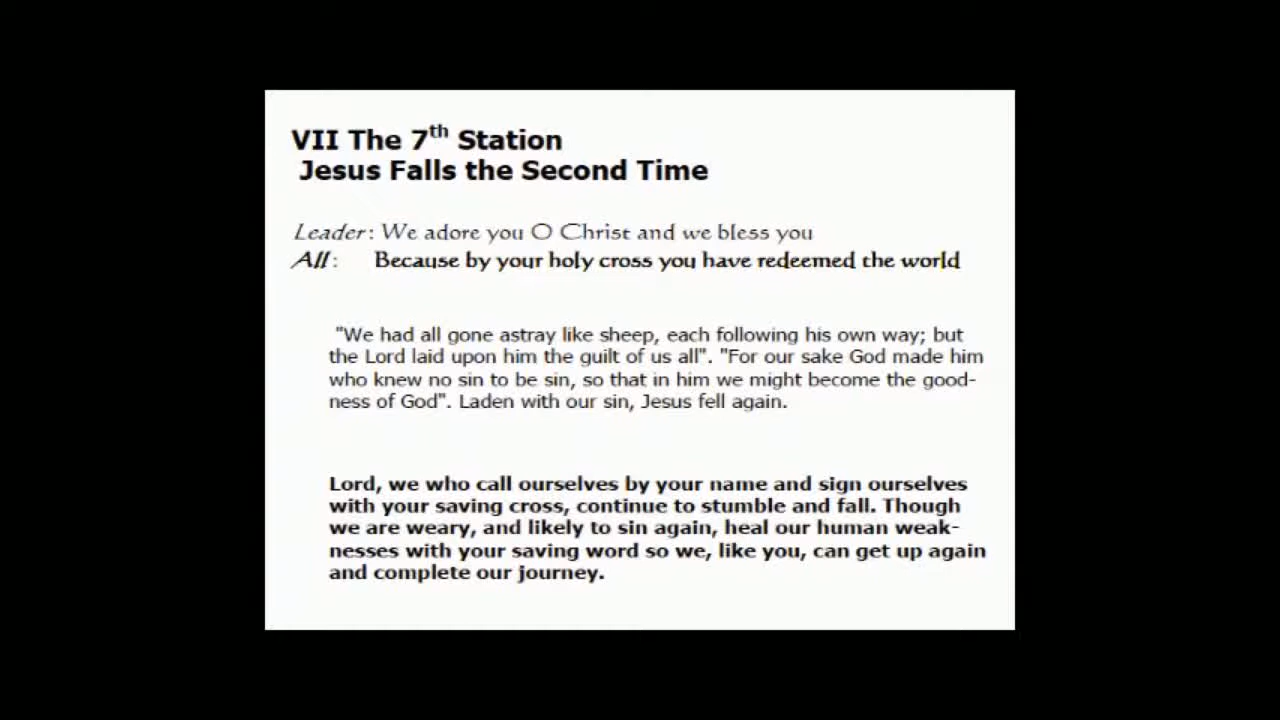 VII The 7th Station
Jesus Falls the Second Time
Leader: We adore you O Christ and we bless you
All: Because by your holy cross you have redeemed the world
"We had all gone astray like sheep, each following his own way; but
the Lord laid upon him the guilt of us all". "For our sake God made him
who knew no sin to be sin, so that in him we might become the good-
ness of God". Laden with our sin, Jesus fell again.
Lord, we who call ourselves by your name and sign ourselves
with your saving cross, continue to stumble and fall. Though
we are weary, and likely to sin again, heal our human weak-
nesses with your saving word so we, like you, can get up again
and complete our journey.